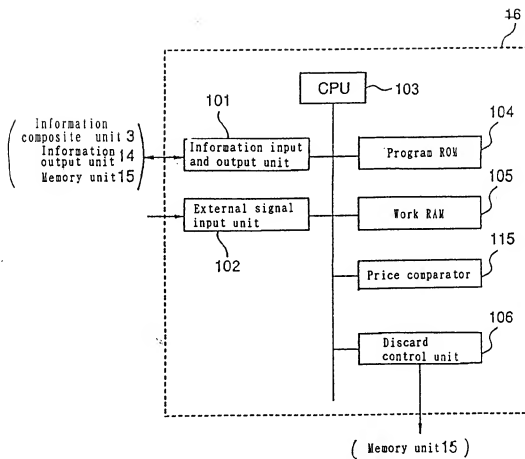 16
CPU
103
101
104
Information
composite unit 3
Information
output unit 14
Memory unit 15
Information input
and output unit
Program ROM
105
External signal
input unit
Work RAM
102
115
Price comparator
106
Discard
control unit
( Memory unit 15 )